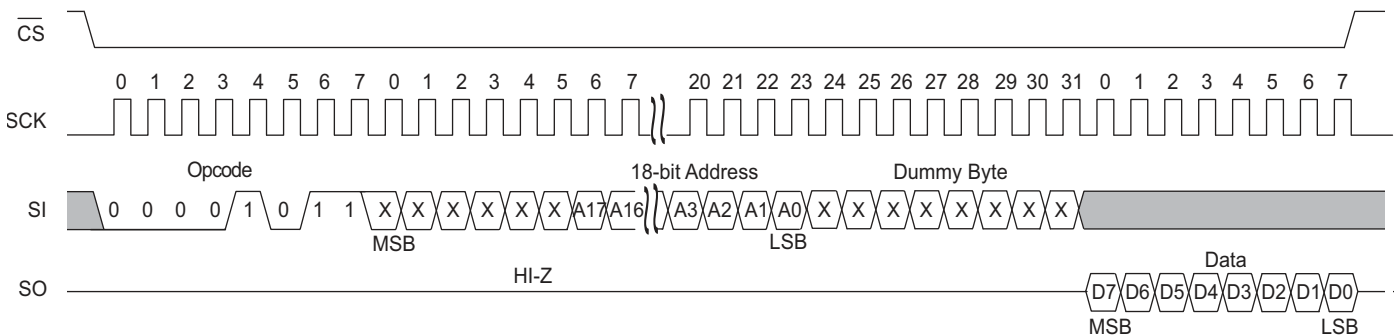 CS
0 1 2 3 4 5 6 7 0 1 2 3 4 5 6 7 20 21 22 23 24 25 26 27 28 29 30 31 0 1 2 3 4 5 6 7
SCK
Opcode 18-bit Address Dummy Byte
SI 0 0 0 0 1 0 1 1 X X X X X X A17 A16 A3 A2 A1 A0 X X X X X X X X
MSB LSB
HI-Z Data
SO D7 D6 D5 D4 D3 D2 D1 D0
MSB LSB